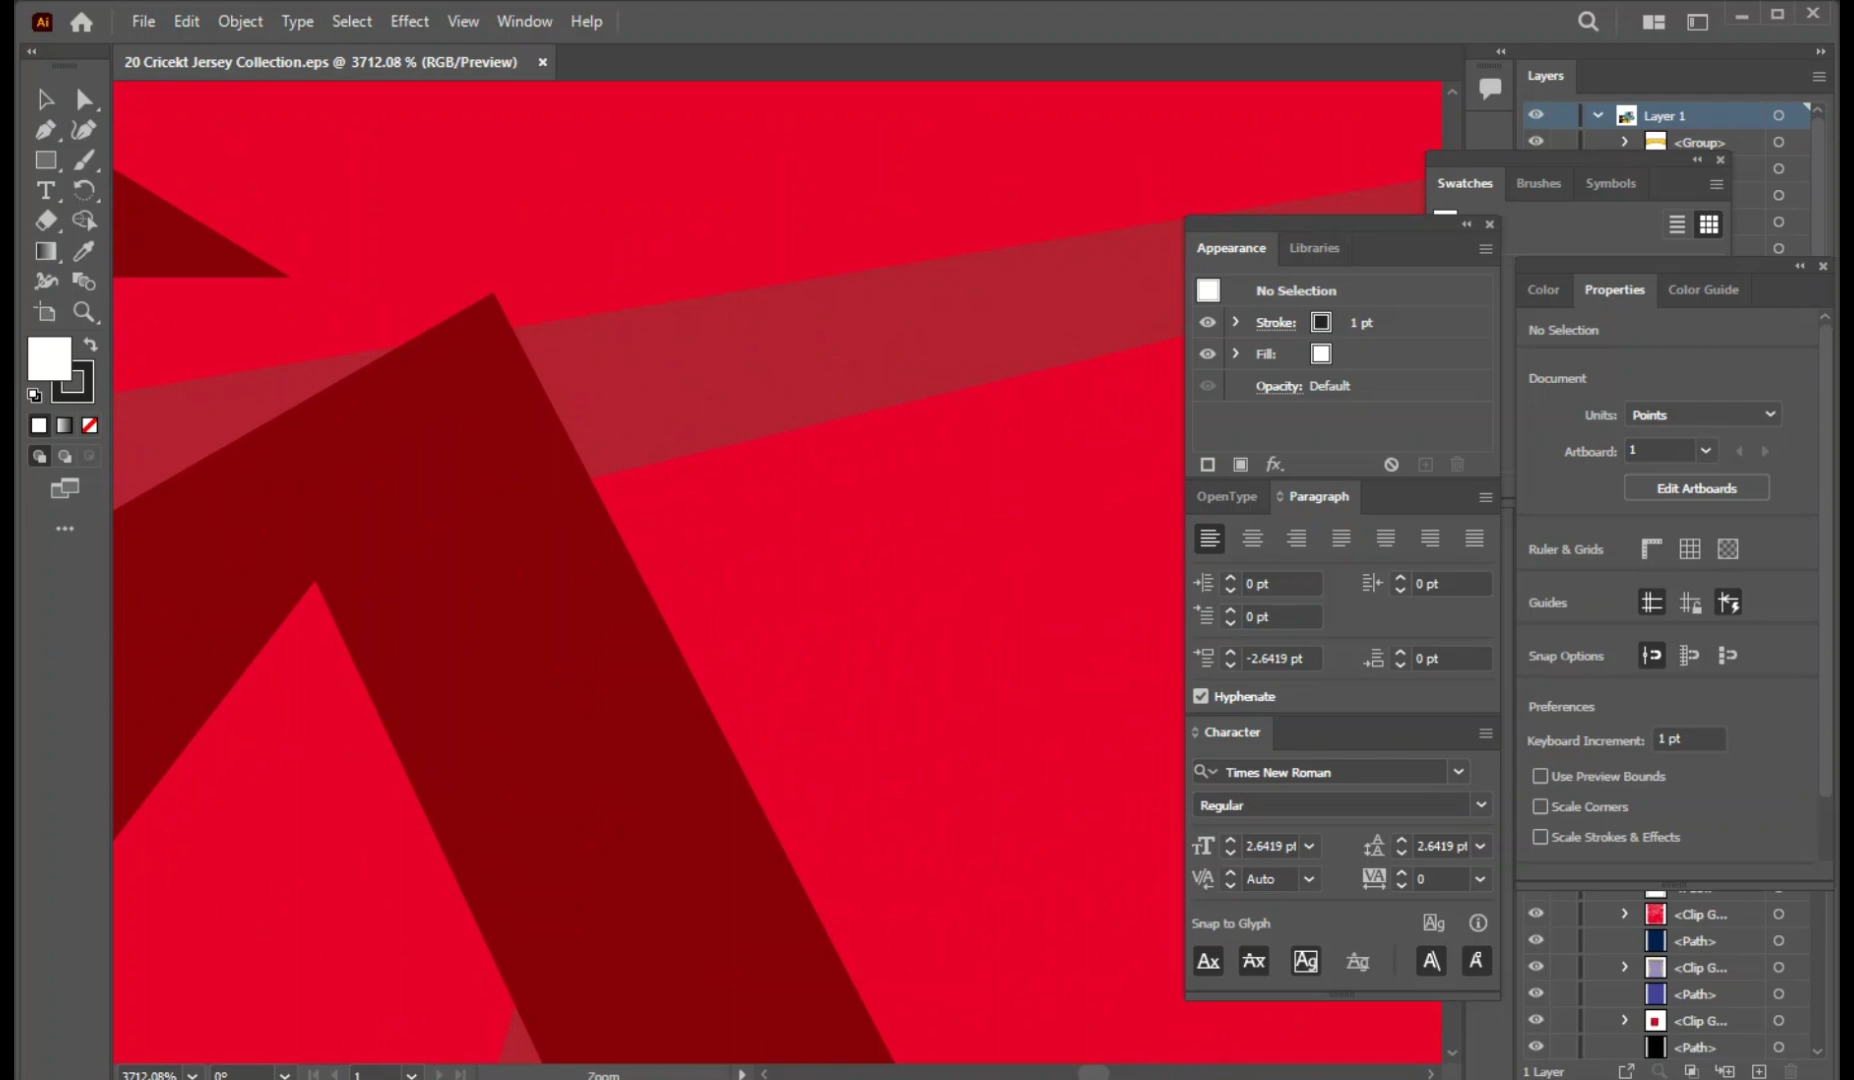 Ai File Edit Object Type Select Effect View Window Help
20 Cricekt Jersey Collection.eps @ 3712.08 % (RGB/Preview)
Layers
Layer 1
<Group>
Swatches Brushes Symbols
Appearance Libraries
No Selection
Stroke: 1 pt
Fill:
Opacity: Default
fx.
Color Properties Color Guide
No Selection
Document
Units: Points
Artboard: 1
Edit Artboards
Ruler & Grids
Guides
Snap Options
Preferences
Keyboard Increment: 1 pt
Use Preview Bounds
Scale Corners
Scale Strokes & Effects
OpenType Paragraph
0 pt 0 pt
0 pt
-2.6419 pt 0 pt
Hyphenate
Character
Times New Roman
Regular
2.6419 pt 2.6419 pt
Auto 0
Snap to Glyph
<Clip G...
<Path>
<Clip G...
<Path>
<Clip G...
<Path>
3712.08% 0° 1 Zoom
1 Layer